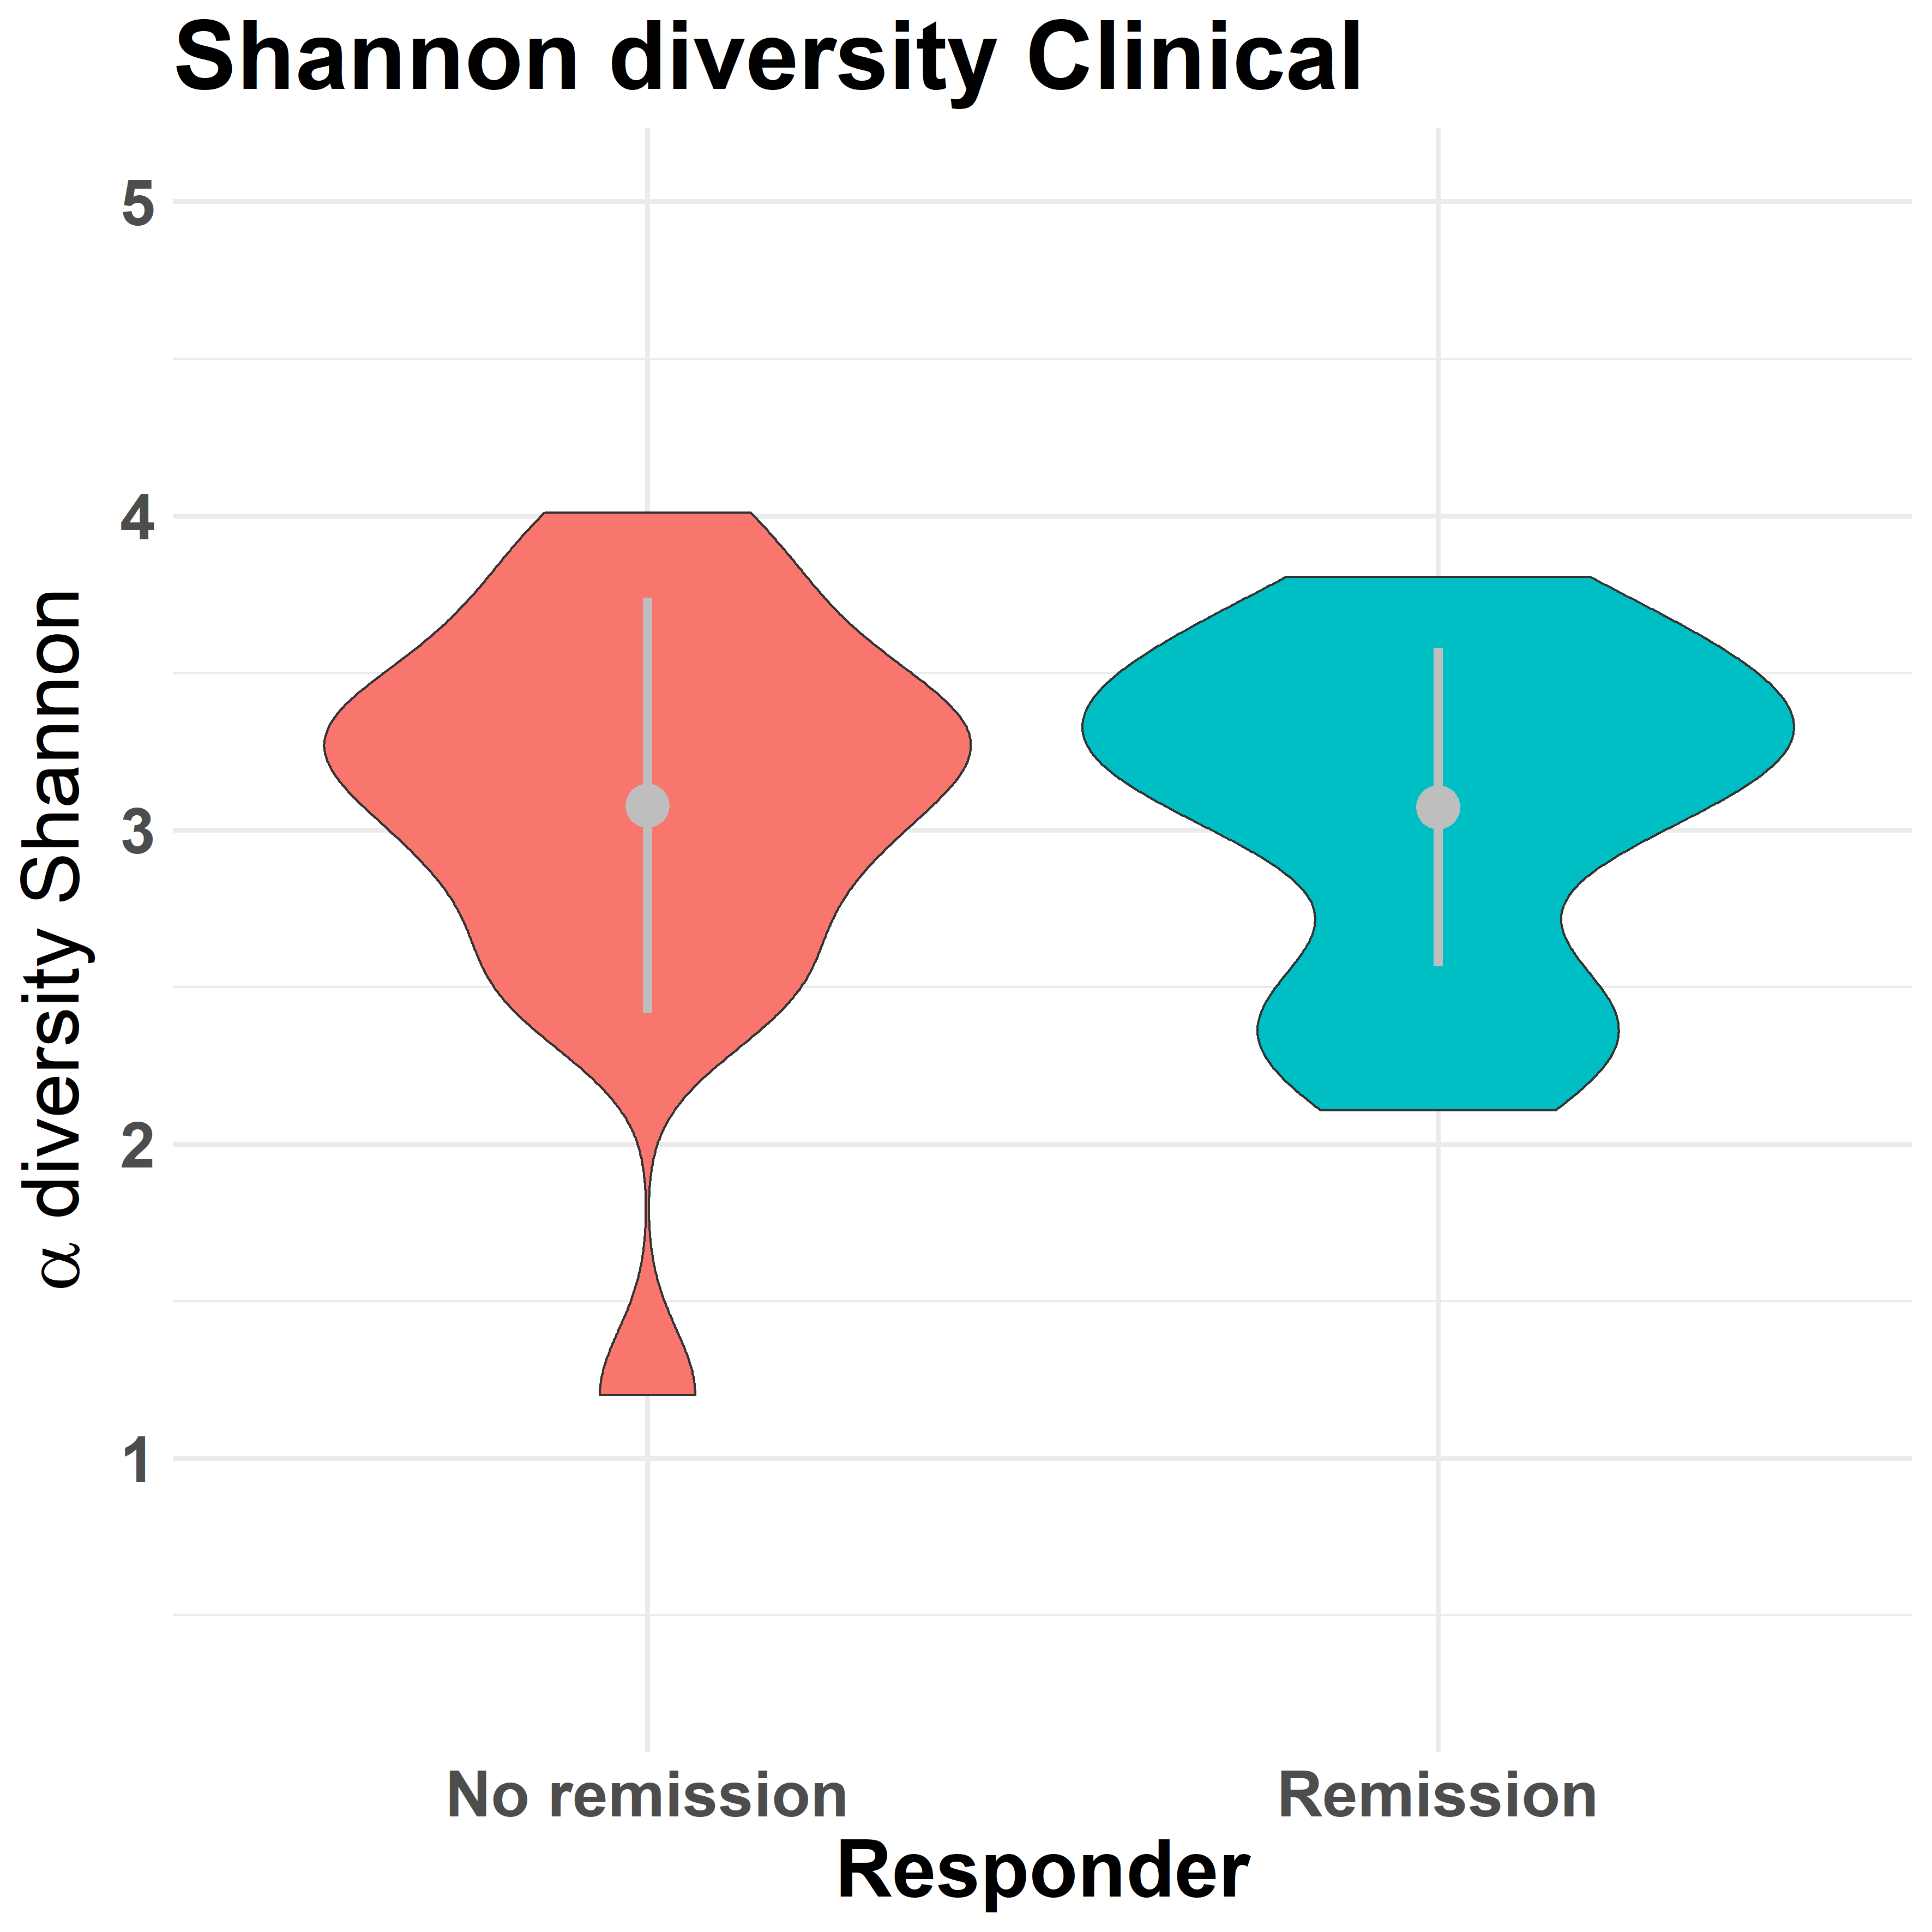 Shannon diversity Clinical
α diversity Shannon
5
4
3
2
1
No remission
Remission
Responder